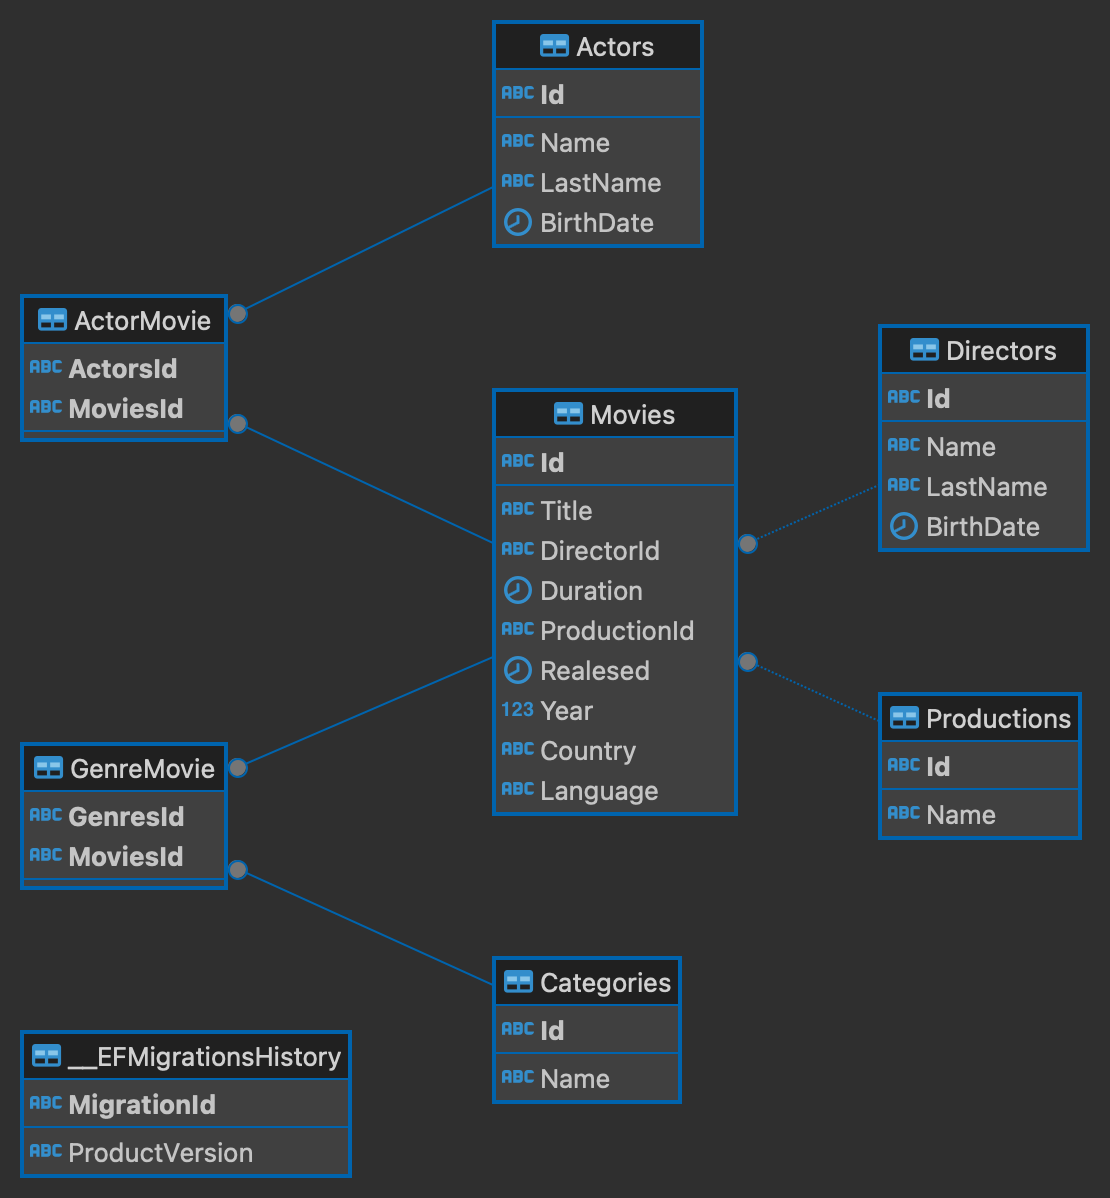 Actors
ABC Id
ABC Name
ABC LastName
BirthDate
ActorMovie
ABC ActorsId
ABC MoviesId
Directors
ABC Id
ABC Name
ABC LastName
BirthDate
Movies
ABC Id
ABC Title
ABC DirectorId
Duration
ABC ProductionId
Realesed
123 Year
ABC Country
ABC Language
Productions
ABC Id
ABC Name
GenreMovie
ABC GenresId
ABC MoviesId
Categories
ABC Id
ABC Name
__EFMigrationsHistory
ABC MigrationId
ABC ProductVersion